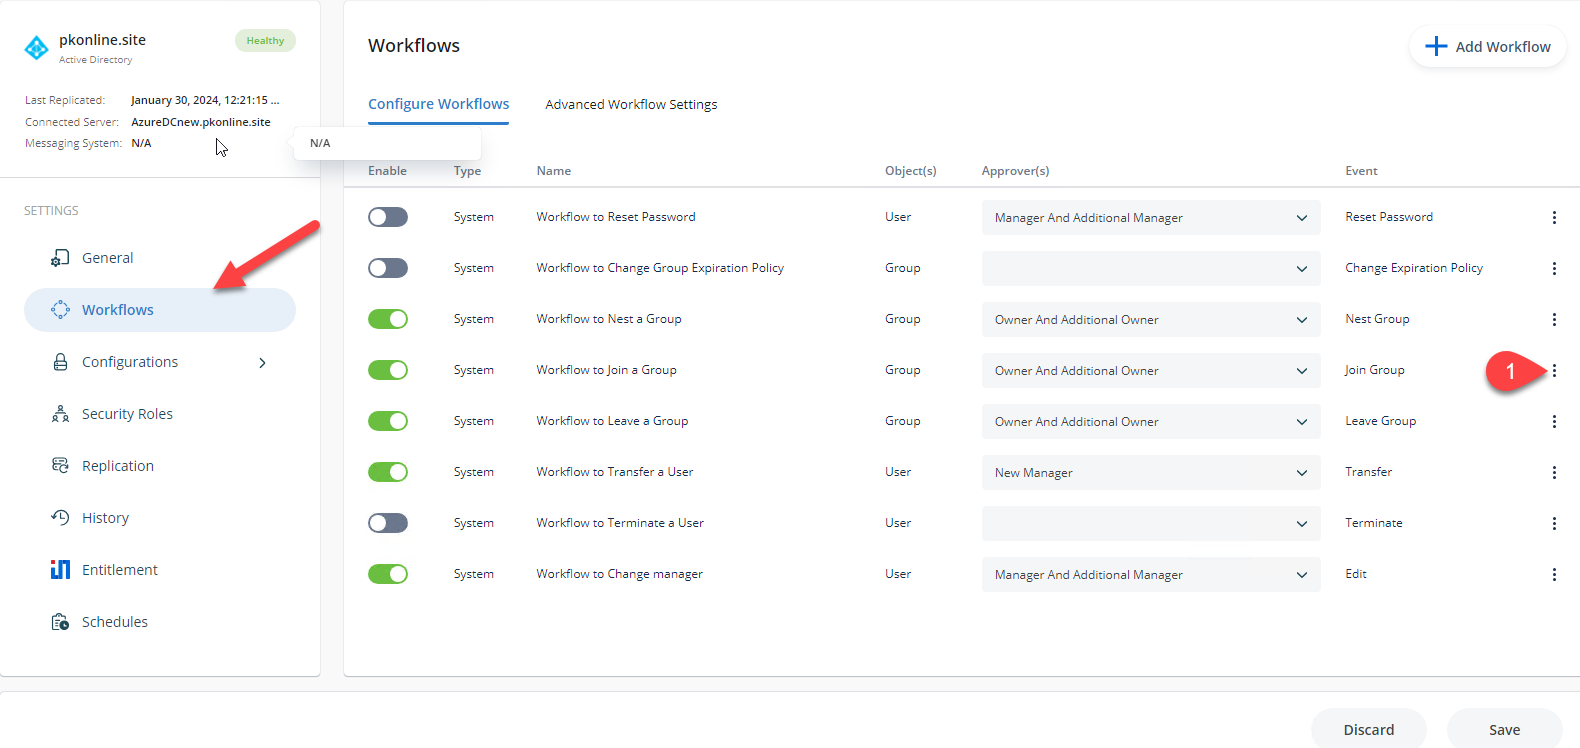 pkonline.site
Healthy
Active Directory
Last Replicated: January 30, 2024, 12:21:15 ...
Connected Server: AzureDCnew.pkonline.site
Messaging System: N/A
N/A
SETTINGS
General
Workflows
Configurations
Security Roles
Replication
History
Entitlement
Schedules
Workflows
Add Workflow
Configure Workflows Advanced Workflow Settings
Enable Type Name Object(s) Approver(s) Event
System Workflow to Reset Password User Manager And Additional Manager Reset Password
System Workflow to Change Group Expiration Policy Group Change Expiration Policy
System Workflow to Nest a Group Group Owner And Additional Owner Nest Group
System Workflow to Join a Group Group Owner And Additional Owner Join Group 1
System Workflow to Leave a Group Group Owner And Additional Owner Leave Group
System Workflow to Transfer a User User New Manager Transfer
System Workflow to Terminate a User User Terminate
System Workflow to Change manager User Manager And Additional Manager Edit
Discard Save